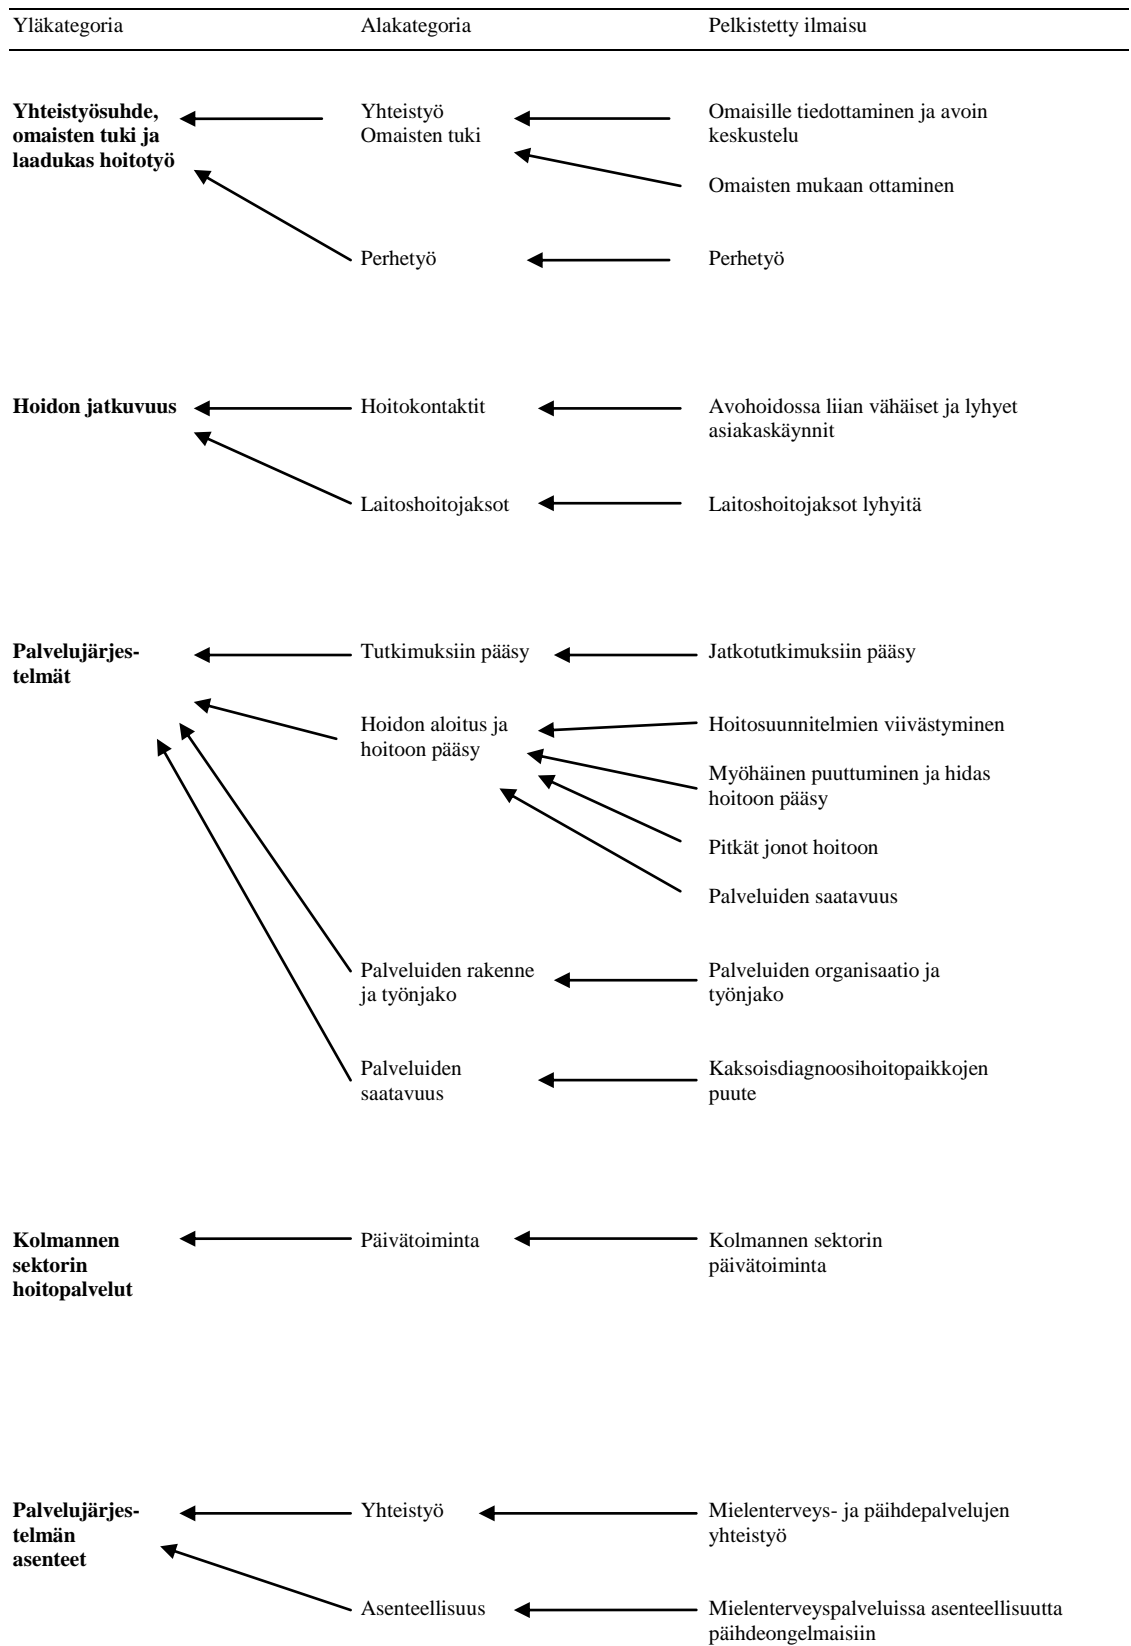 Yläkategoria Alakategoria Pelkistetty ilmaisu
Yhteistyösuhde, Yhteistyö Omaisille tiedottaminen ja avoin
omaisten tuki ja Omaisten tuki keskustelu
laadukas hoitotyö
Omaisten mukaan ottaminen
Perhetyö Perhetyö
Hoidon jatkuvuus Hoitokontaktit Avohoidossa liian vähäiset ja lyhyet
asiakaskäynnit
Laitoshoitojaksot Laitoshoitojaksot lyhyitä
Palvelujärjes- Tutkimuksiin pääsy Jatkotutkimuksiin pääsy
telmät
Hoidon aloitus ja Hoitosuunnitelmien viivästyminen
hoitoon pääsy
Myöhäinen puuttuminen ja hidas
hoitoon pääsy
Pitkät jonot hoitoon
Palveluiden saatavuus
Palveluiden rakenne Palveluiden organisaatio ja
ja työnjako työnjako
Palveluiden Kaksoisdiagnoosihoitopaikkojen
saatavuus puute
Kolmannen Päivätoiminta Kolmannen sektorin
sektorin päivätoiminta
hoitopalvelut
Palvelujärjes- Yhteistyö Mielenterveys- ja päihdepalvelujen
telmän yhteistyö
asenteet
Asenteellisuus Mielenterveyspalveluissa asenteellisuutta
päihdeongelmaisiin